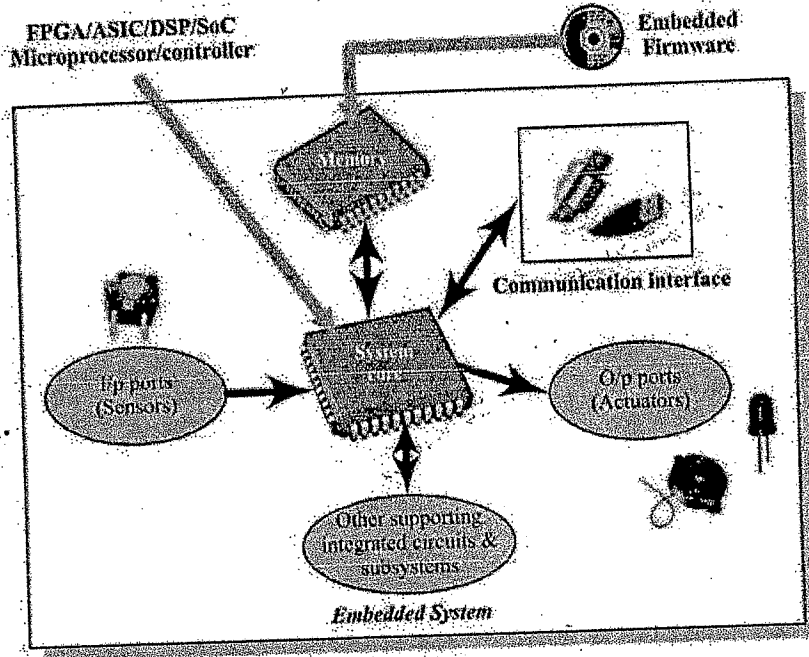 FPGA/ASIC/DSP/SoC
Microprocessor/controller
Embedded
Firmware
Memory
Communication Interface
System
core
I/p ports
(Sensors)
O/p ports
(Actuators)
Other supporting
integrated circuits &
subsystems
Embedded System